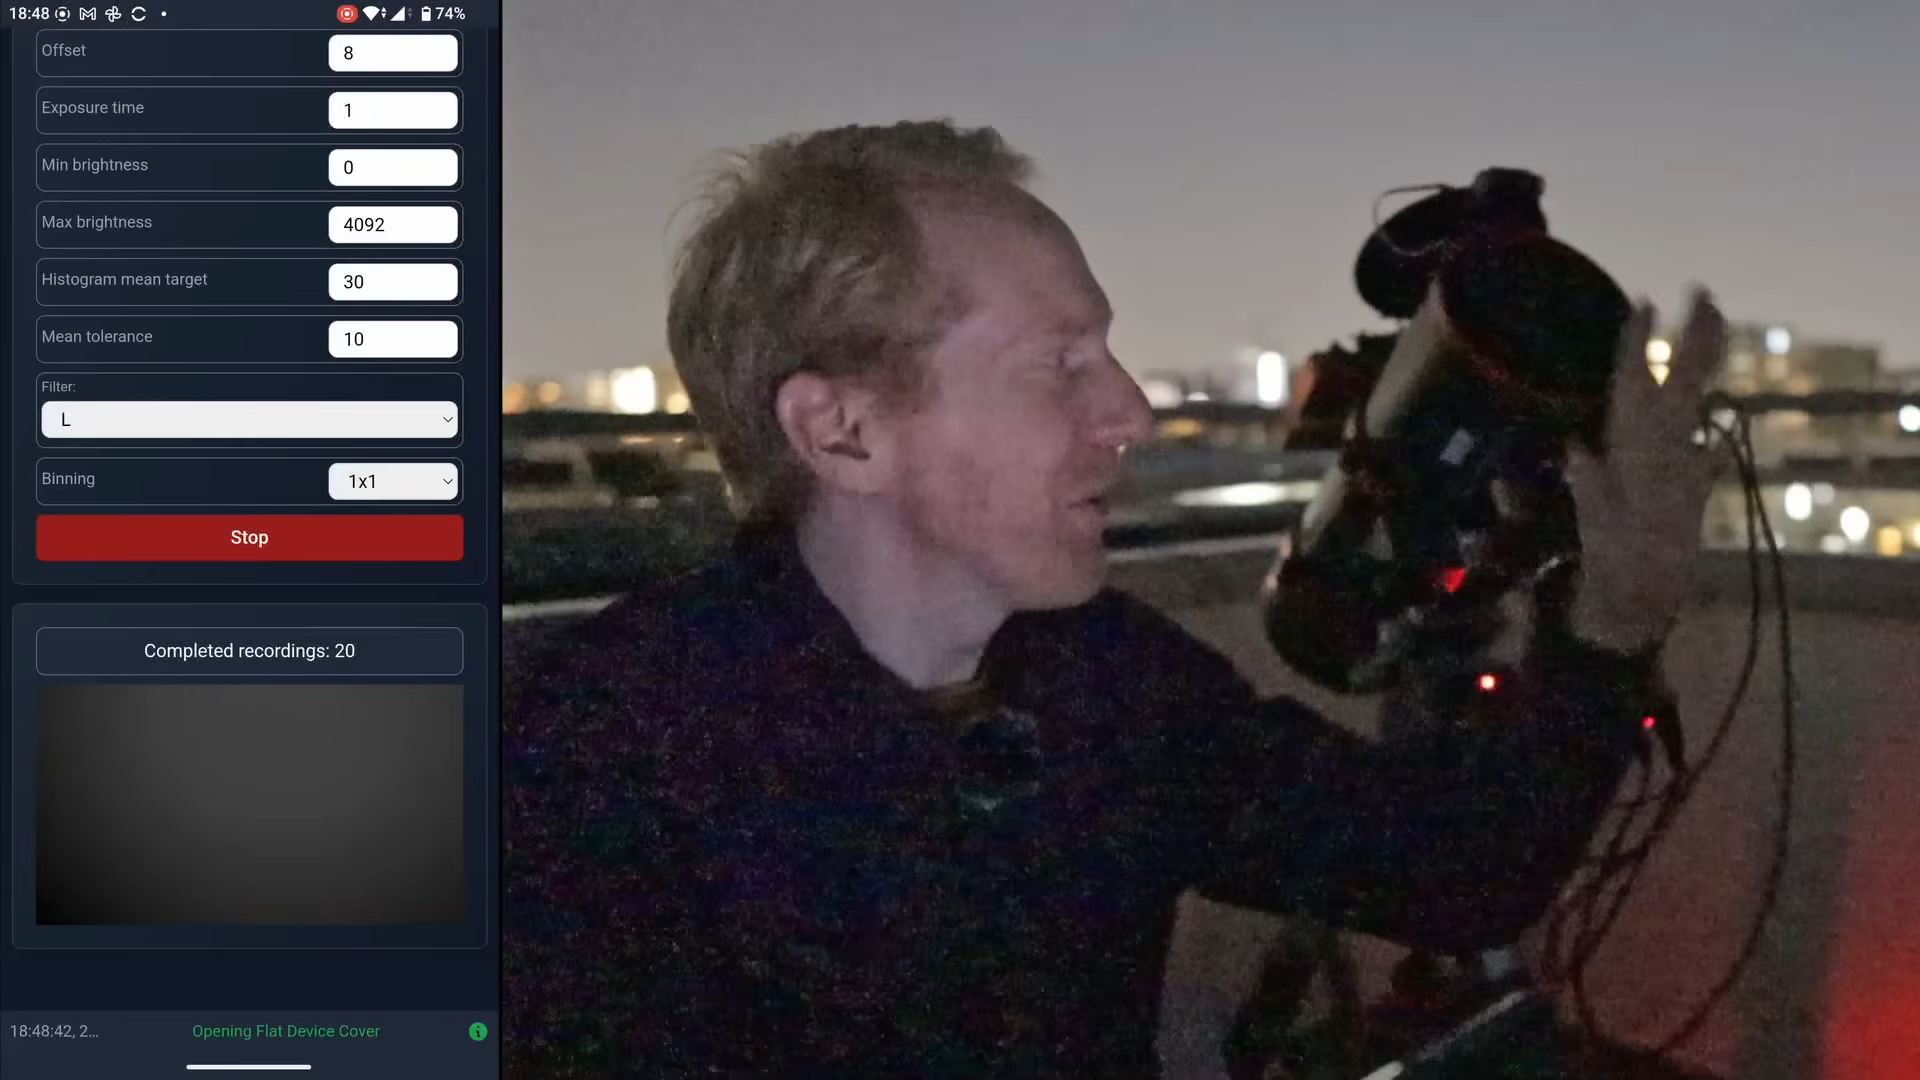 18:48
74%
Offset
8
Exposure time
1
Min brightness
0
Max brightness
4092
Histogram mean target
30
Mean tolerance
10
Filter:
L
Binning
1x1
Stop
Completed recordings: 20
18:48:42, 2...
Opening Flat Device Cover